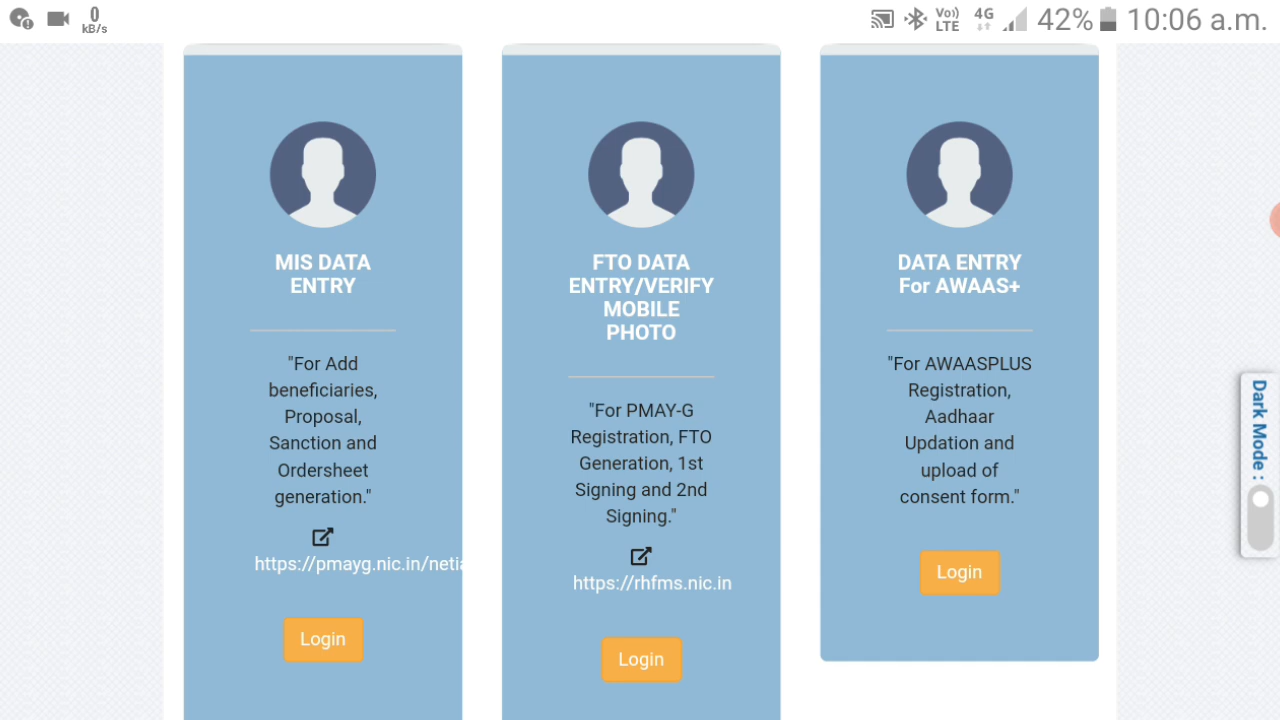 0
kB/s
Vo))
LTE
4G
42%
10:06 a.m.
MIS DATA
ENTRY
"For Add
beneficiaries,
Proposal,
Sanction and
Ordersheet
generation."
https://pmayg.nic.in/netia
Login
FTO DATA
ENTRY/VERIFY
MOBILE
PHOTO
"For PMAY-G
Registration, FTO
Generation, 1st
Signing and 2nd
Signing."
https://rhfms.nic.in
Login
DATA ENTRY
For AWAAS+
"For AWAASPLUS
Registration,
Aadhaar
Updation and
upload of
consent form."
Login
Dark Mode :